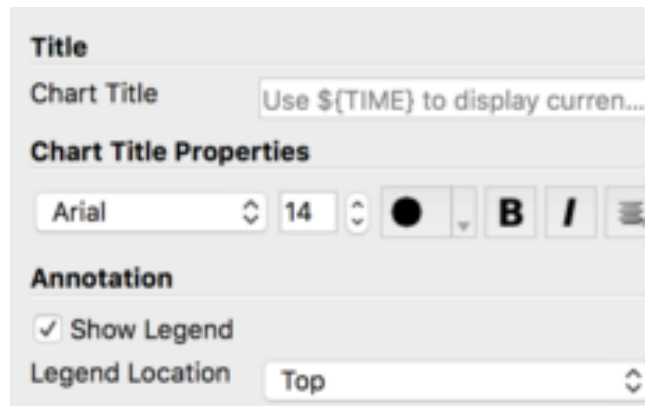 Title
Chart Title Use ${TIME} to display curren...
Chart Title Properties
Arial 14 B I
Annotation
Show Legend
Legend Location Top